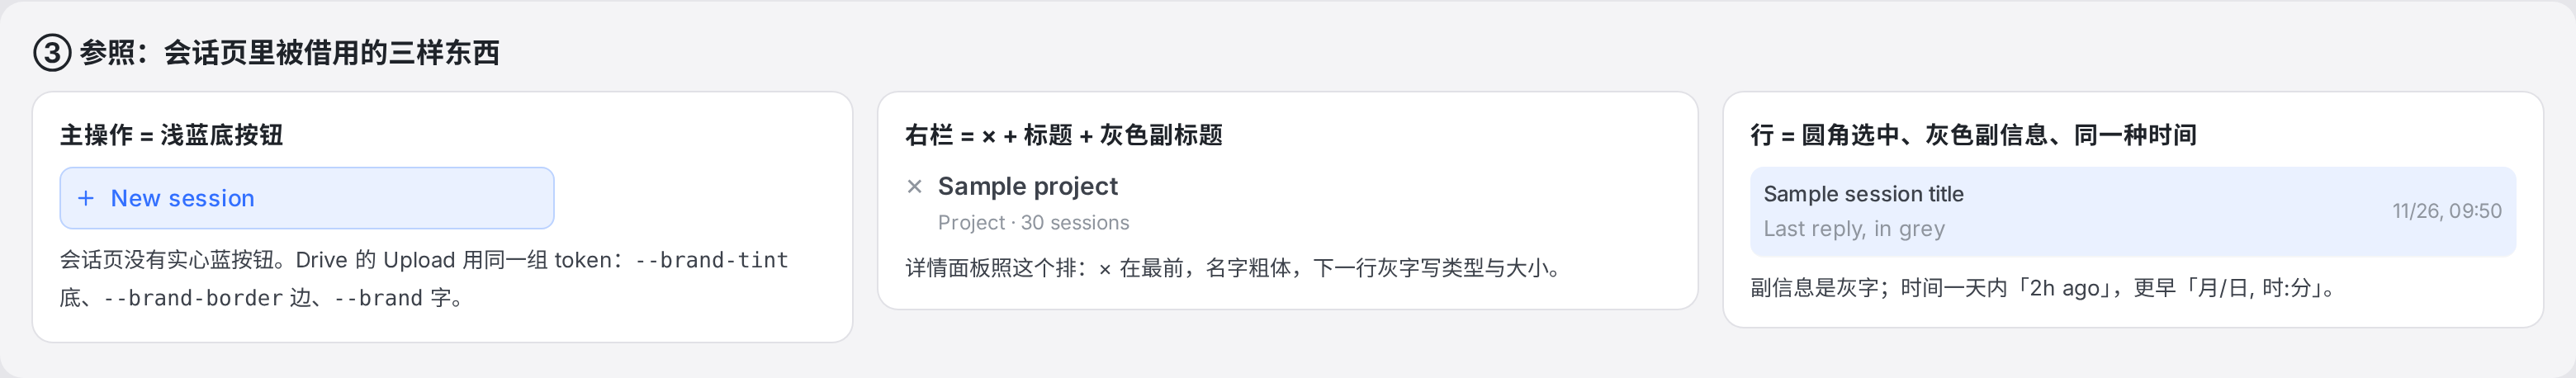 ③ 参照：会话页里被借用的三样东西
主操作 = 浅蓝底按钮
+ New session
会话页没有实心蓝按钮。Drive 的 Upload 用同一组 token：--brand-tint
底、--brand-border 边、--brand 字。
右栏 = × + 标题 + 灰色副标题
× Sample project
Project · 30 sessions
详情面板照这个排：× 在最前，名字粗体，下一行灰字写类型与大小。
行 = 圆角选中、灰色副信息、同一种时间
Sample session title
11/26, 09:50
Last reply, in grey
副信息是灰字；时间一天内「2h ago」，更早「月/日, 时:分」。